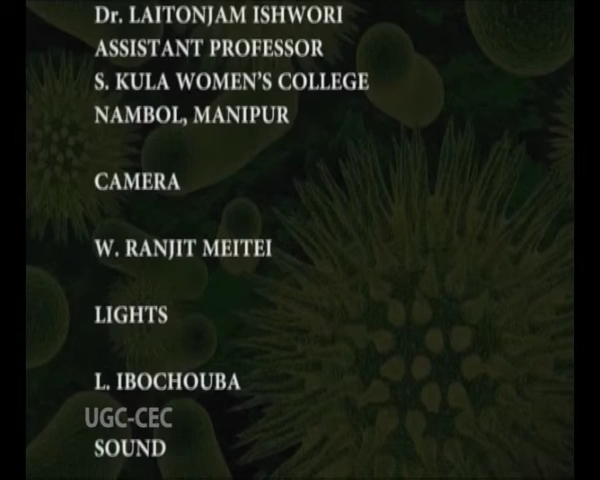 Dr. LAITONJAM ISHWORI
ASSISTANT PROFESSOR
S. KULA WOMEN'S COLLEGE
NAMBOL, MANIPUR
CAMERA
W. RANJIT MEITEI
LIGHTS
L. IBOCHOUBA
UGC-CEC
SOUND